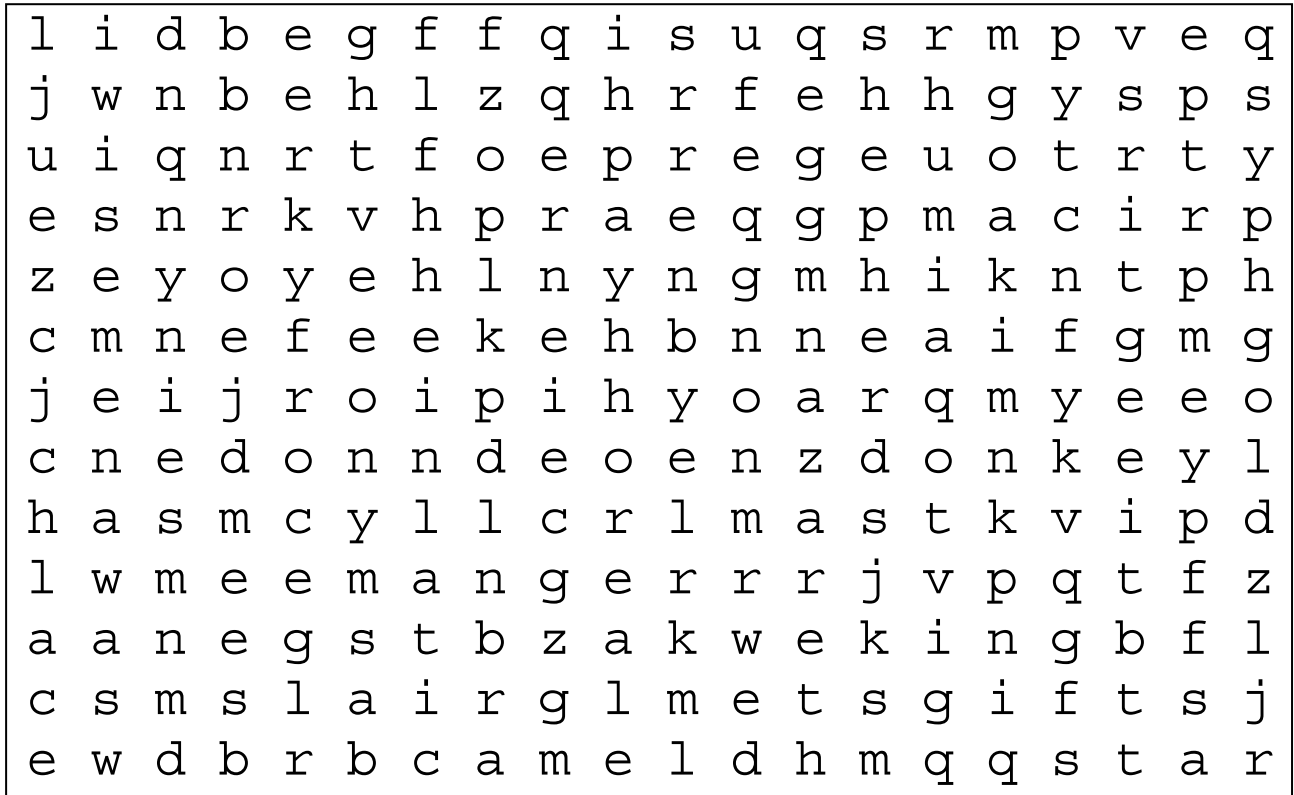 l i d b e g f f q i s u q s r m p v e q
j w n b e h l z q h r f e h h g y s p s
u i q n r t f o e p r e g e u o t r t y
e s n r k v h p r a e q g p m a c i r p
z e y o y e h l n y n g m h i k n t p h
c m n e f e e k e h b n n e a i f g m g
j e i j r o i p i h y o a r q m y e e o
c n e d o n n d e o e n z d o n k e y l
h a s m c y l l c r l m a s t k v i p d
l w m e e m a n g e r r r j v p q t f z
a a n e g s t b z a k w e k i n g b f l
c s m s l a i r g l m e t s g i f t s j
e w d b r b c a m e l d h m q q s t a r